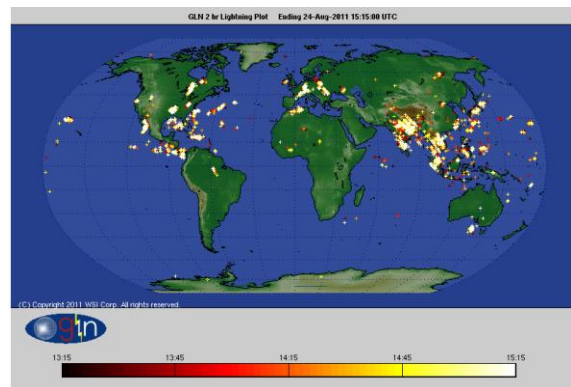 GLN 2 hr Lightning Plot   Ending 24-Aug-2011 15:15:00 UTC
(C) Copyright 2011 WSI Corp. All rights reserved.
gln
13:15 13:45 14:15 14:45 15:15